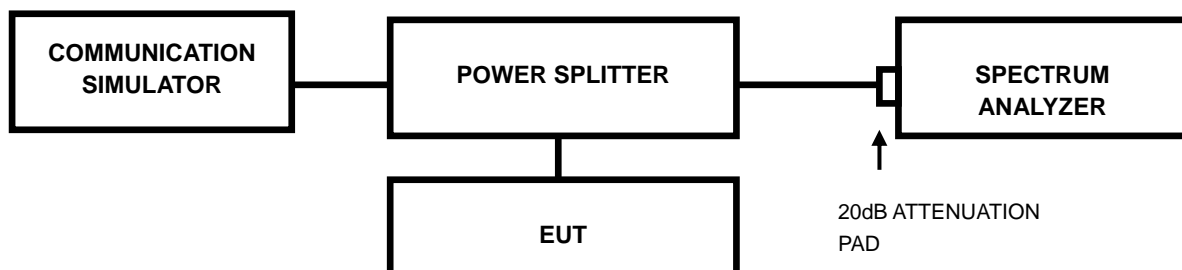 COMMUNICATION
SIMULATOR
POWER SPLITTER
SPECTRUM
ANALYZER
EUT
20dB ATTENUATION
PAD